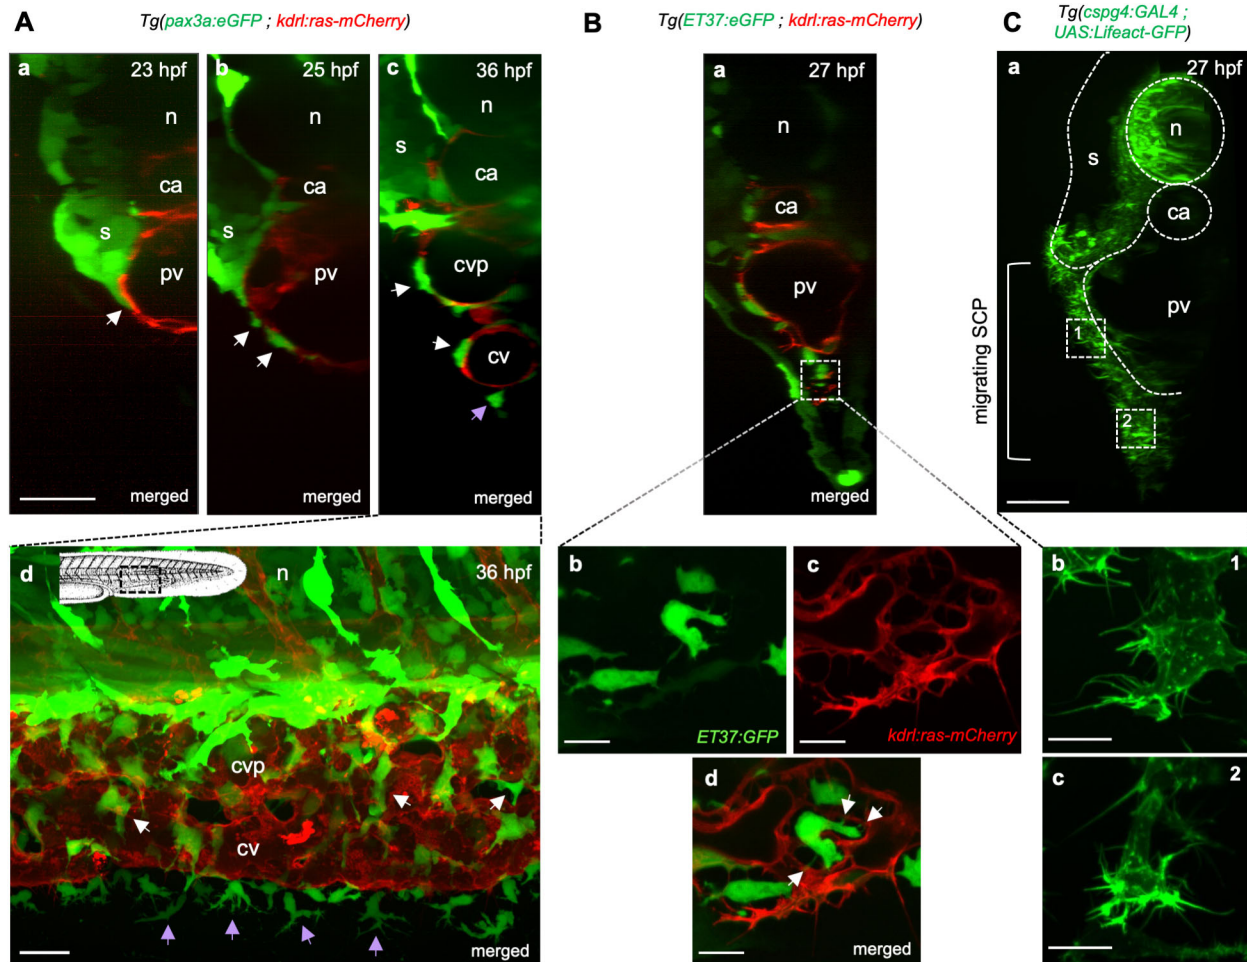 A
Tg(pax3a:eGFP ; kdrl:ras-mCherry)
a
23 hpf
n
ca
s
pv
b
25 hpf
n
ca
s
pv
merged
c
36 hpf
n
s
ca
cvp
cv
merged
merged
d
n
36 hpf
cvp
cv
merged
B
Tg(ET37:eGFP ; kdrl:ras-mCherry)
a
27 hpf
n
ca
pv
merged
b
ET37:GFP
c
kdrl:ras-mCherry
d
merged
C
Tg(cspg4:GAL4 ;
UAS:Lifeact-GFP)
a
27 hpf
n
s
ca
pv
migrating SCP
1
2
b
1
c
2